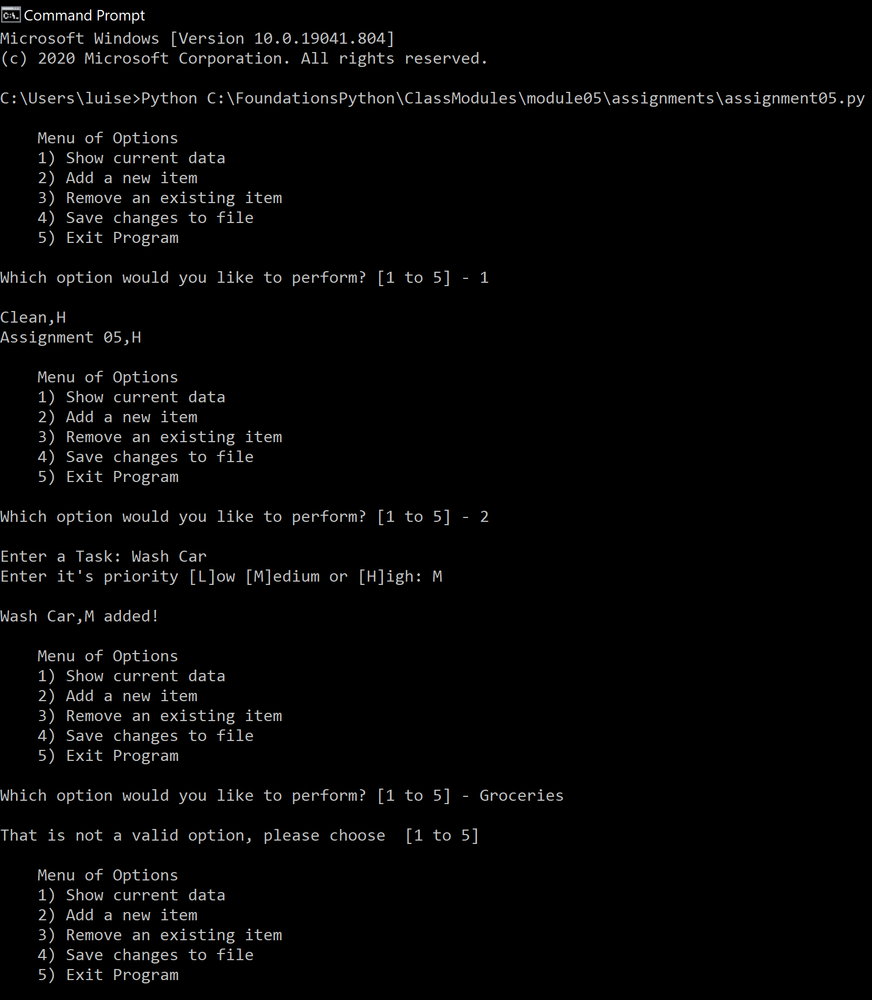 Command Prompt
Microsoft Windows [Version 10.0.19041.804]
(c) 2020 Microsoft Corporation. All rights reserved.
C:\Users\luise>Python C:\FoundationsPython\ClassModules\module05\assignments\assignment05.py
Menu of Options
1) Show current data
2) Add a new item
3) Remove an existing item
4) Save changes to file
5) Exit Program
Which option would you like to perform? [1 to 5] - 1
Clean,H
Assignment 05,H
Menu of Options
1) Show current data
2) Add a new item
3) Remove an existing item
4) Save changes to file
5) Exit Program
Which option would you like to perform? [1 to 5] - 2
Enter a Task: Wash Car
Enter it's priority [L]ow [M]edium or [H]igh: M
Wash Car,M added!
Menu of Options
1) Show current data
2) Add a new item
3) Remove an existing item
4) Save changes to file
5) Exit Program
Which option would you like to perform? [1 to 5] - Groceries
That is not a valid option, please choose  [1 to 5]
Menu of Options
1) Show current data
2) Add a new item
3) Remove an existing item
4) Save changes to file
5) Exit Program